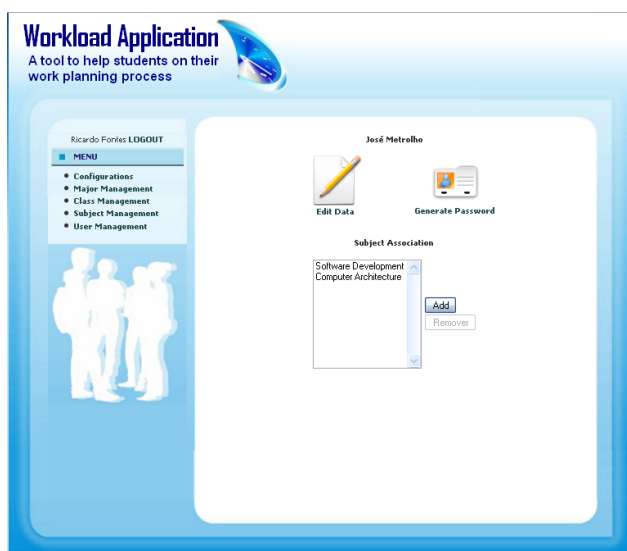 Workload Application
A tool to help students on their
work planning process
Ricardo Fontes LOGOUT
MENU
Configurations
Major Management
Class Management
Subject Management
User Management
José Metrolho
Edit Data
Generate Password
Subject Association
Software Development
Computer Architecture
Add
Remover